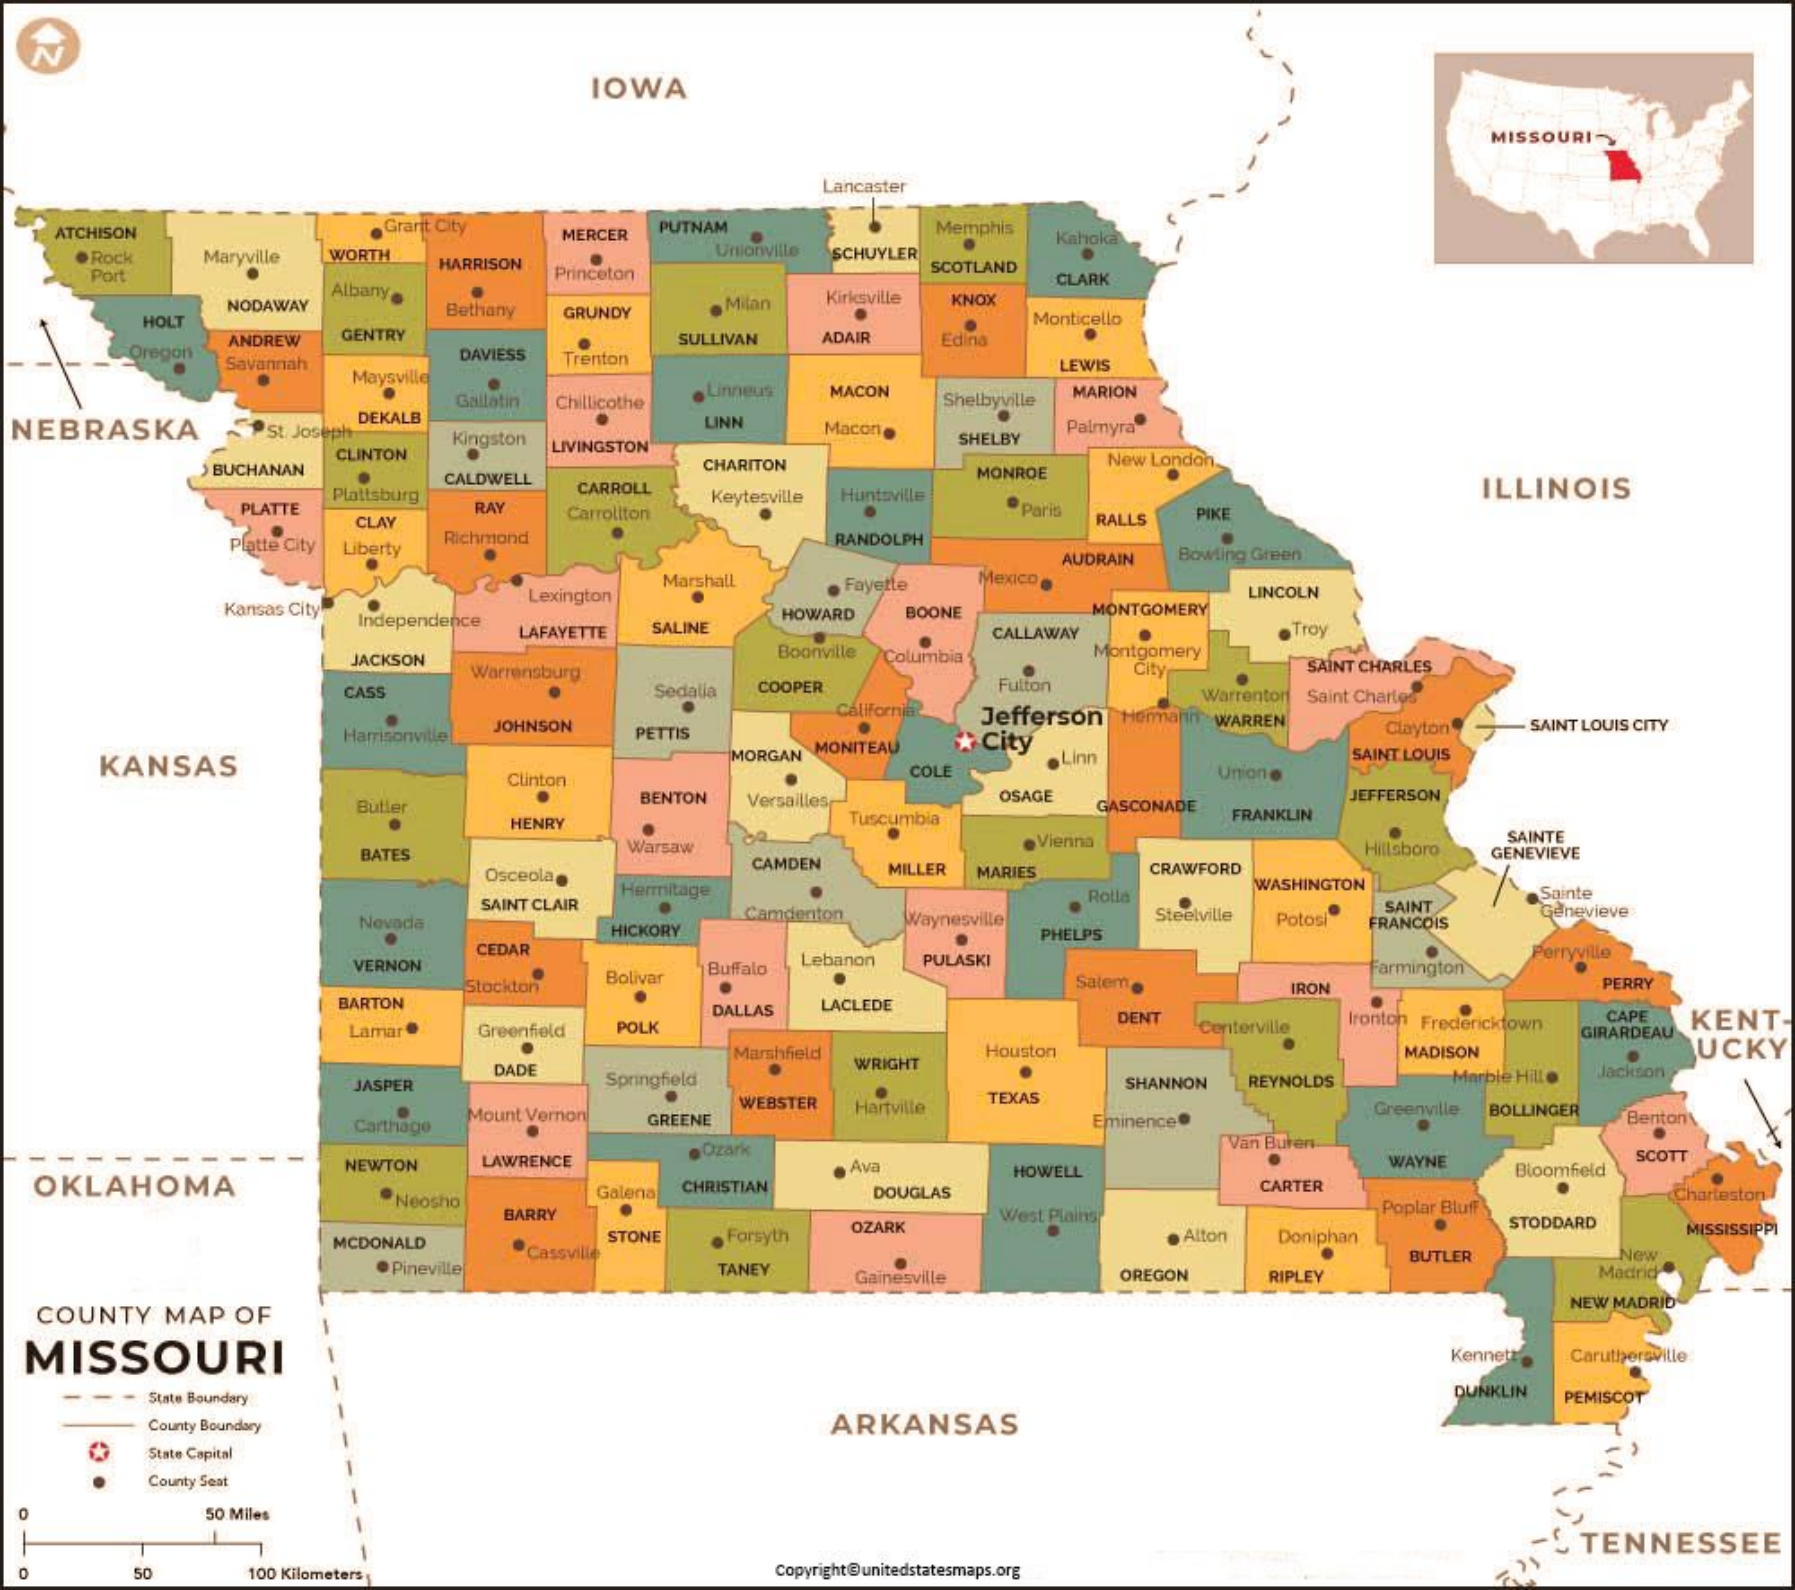 N
IOWA
MISSOURI
Lancaster
ATCHISON
Rock
Port
Maryville
NODAWAY
Grant City
WORTH
HARRISON
Bethany
MERCER
Princeton
PUTNAM
Unionville
SCHUYLER
Memphis
SCOTLAND
Kahoka
CLARK
HOLT
Oregon
ANDREW
Savannah
Albany
GENTRY
GRUNDY
Trenton
Milan
SULLIVAN
Kirksville
ADAIR
KNOX
Edina
Monticello
LEWIS
NEBRASKA
Maysville
DEKALB
DAVIESS
Gallatin
Chillicothe
LIVINGSTON
Linneus
LINN
MACON
Macon
Shelbyville
SHELBY
MARION
Palmyra
St. Joseph
BUCHANAN
CLINTON
Plattsburg
Kingston
CALDWELL
CARROLL
Carrollton
CHARITON
Keytesville
Huntsville
RANDOLPH
MONROE
Paris
New London
RALLS
PIKE
Bowling Green
ILLINOIS
PLATTE
Platte City
CLAY
Liberty
RAY
Richmond
Kansas City
Independence
JACKSON
Lexington
LAFAYETTE
Marshall
SALINE
Fayette
HOWARD
BOONE
Columbia
Mexico
AUDRAIN
CALLAWAY
Fulton
MONTGOMERY
Montgomery
City
LINCOLN
Troy
Warrenton
WARREN
SAINT CHARLES
Saint Charles
Clayton
SAINT LOUIS
SAINT LOUIS CITY
KANSAS
CASS
Harrisonville
Warrensburg
JOHNSON
Sedalia
PETTIS
Boonville
COOPER
California
MONITEAU
Jefferson
City
COLE
Linn
OSAGE
Hermann
GASCONADE
Union
FRANKLIN
JEFFERSON
Hillsboro
Butler
BATES
Clinton
HENRY
BENTON
Warsaw
MORGAN
Versailles
Tuscumbia
MILLER
Vienna
MARIES
CAMDEN
Camdenton
Osceola
SAINT CLAIR
Hermitage
HICKORY
Nevada
VERNON
CEDAR
Stockton
Bolivar
POLK
Buffalo
DALLAS
Lebanon
LACLEDE
Waynesville
PULASKI
Rolla
PHELPS
CRAWFORD
Steelville
WASHINGTON
Potosi
SAINT
FRANCOIS
Farmington
SAINTE
GENEVIEVE
Sainte
Genevieve
Perryville
PERRY
BARTON
Lamar
Greenfield
DADE
Salem
DENT
IRON
Ironton
Fredericktown
MADISON
CAPE
GIRARDEAU
Jackson
KENT-
UCKY
JASPER
Carthage
Mount Vernon
LAWRENCE
Springfield
GREENE
Marshfield
WEBSTER
WRIGHT
Hartville
Houston
TEXAS
SHANNON
Eminence
Centerville
REYNOLDS
Greenville
WAYNE
Marble Hill
BOLLINGER
Benton
SCOTT
OKLAHOMA
NEWTON
Neosho
MCDONALD
Pineville
BARRY
Cassville
Galena
STONE
Ozark
CHRISTIAN
Forsyth
TANEY
Ava
DOUGLAS
OZARK
Gainesville
HOWELL
West Plains
Alton
OREGON
Van Buren
CARTER
Doniphan
RIPLEY
Poplar Bluff
BUTLER
Bloomfield
STODDARD
Charleston
MISSISSIPPI
New
Madrid
NEW MADRID
Kennett
DUNKLIN
Caruthersville
PEMISCOT
COUNTY MAP OF
MISSOURI
State Boundary
County Boundary
State Capital
County Seat
0 50 Miles
0 50 100 Kilometers
ARKANSAS
TENNESSEE
Copyright©unitedstatesmaps.org